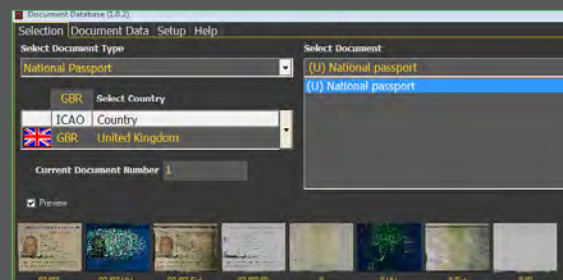 Document Database (1.0.2)
Selection Document Data Setup Help
Select Document Type
National Passport
GBR Select Country
ICAO Country
GBR United Kingdom
Current Document Number 1
Preview
Select Document
(U) National passport
(U) National passport